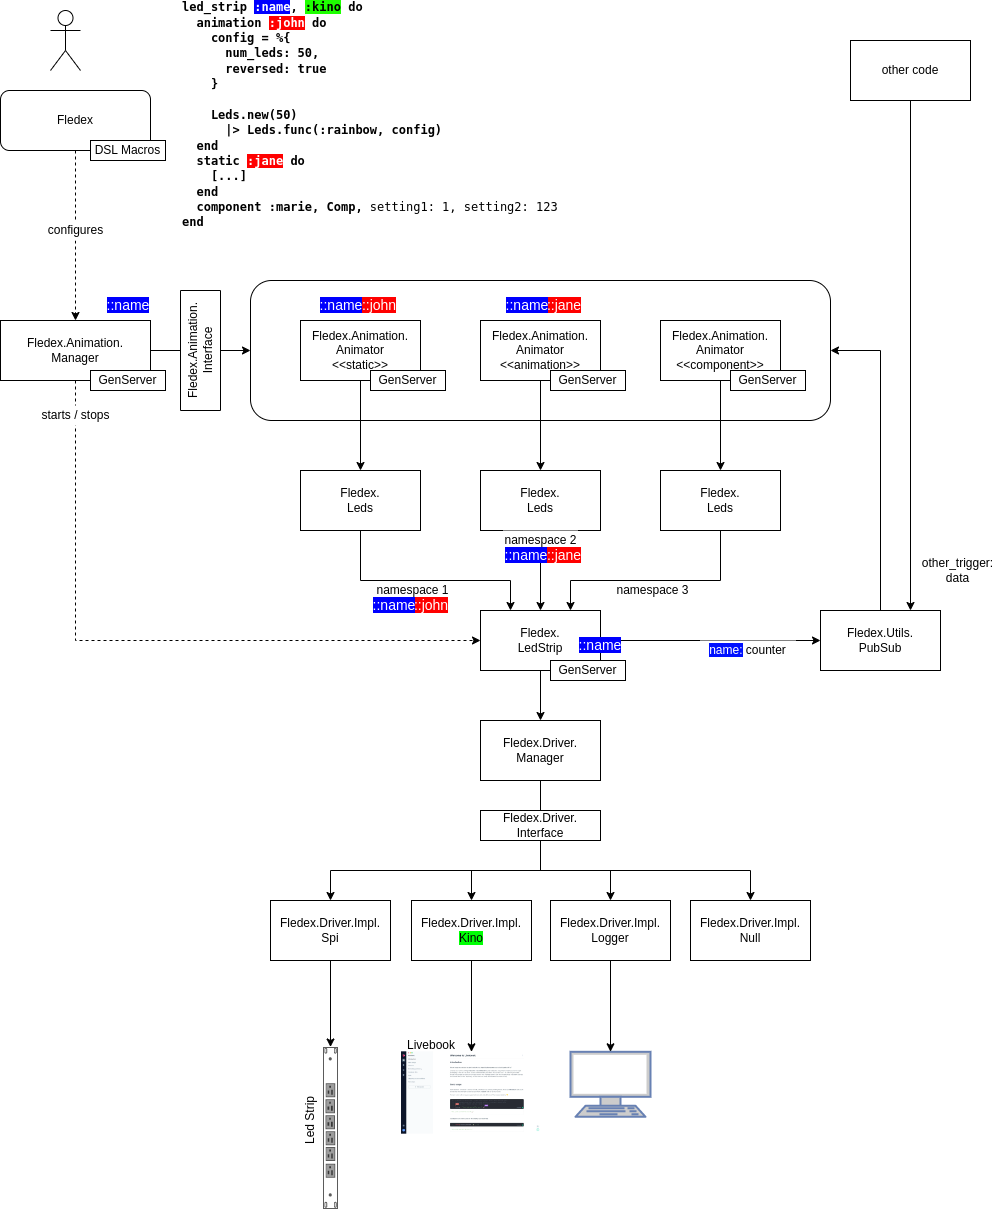 led_strip :name, :kino do
animation :john do
config = %{
num_leds: 50,
reversed: true
}
Leds.new(50)
|> Leds.func(:rainbow, config)
end
static :jane do
[...]
end
component :marie, Comp, setting1: 1, setting2: 123
end
other code
Fledex
DSL Macros
configures
::name
Fledex.Animation.
Manager
GenServer
Fledex.Animation.
Interface
::name::john
Fledex.Animation.
Animator
<<static>>
GenServer
::name::jane
Fledex.Animation.
Animator
<<animation>>
GenServer
Fledex.Animation.
Animator
<<component>>
GenServer
starts / stops
Fledex.
Leds
Fledex.
Leds
Fledex.
Leds
namespace 1
::name::john
namespace 2
::name::jane
namespace 3
other_trigger:
data
Fledex.
LedStrip
::name
GenServer
name: counter
Fledex.Utils.
PubSub
Fledex.Driver.
Manager
Fledex.Driver.
Interface
Fledex.Driver.Impl.
Spi
Fledex.Driver.Impl.
Kino
Fledex.Driver.Impl.
Logger
Fledex.Driver.Impl.
Null
Led Strip
Livebook